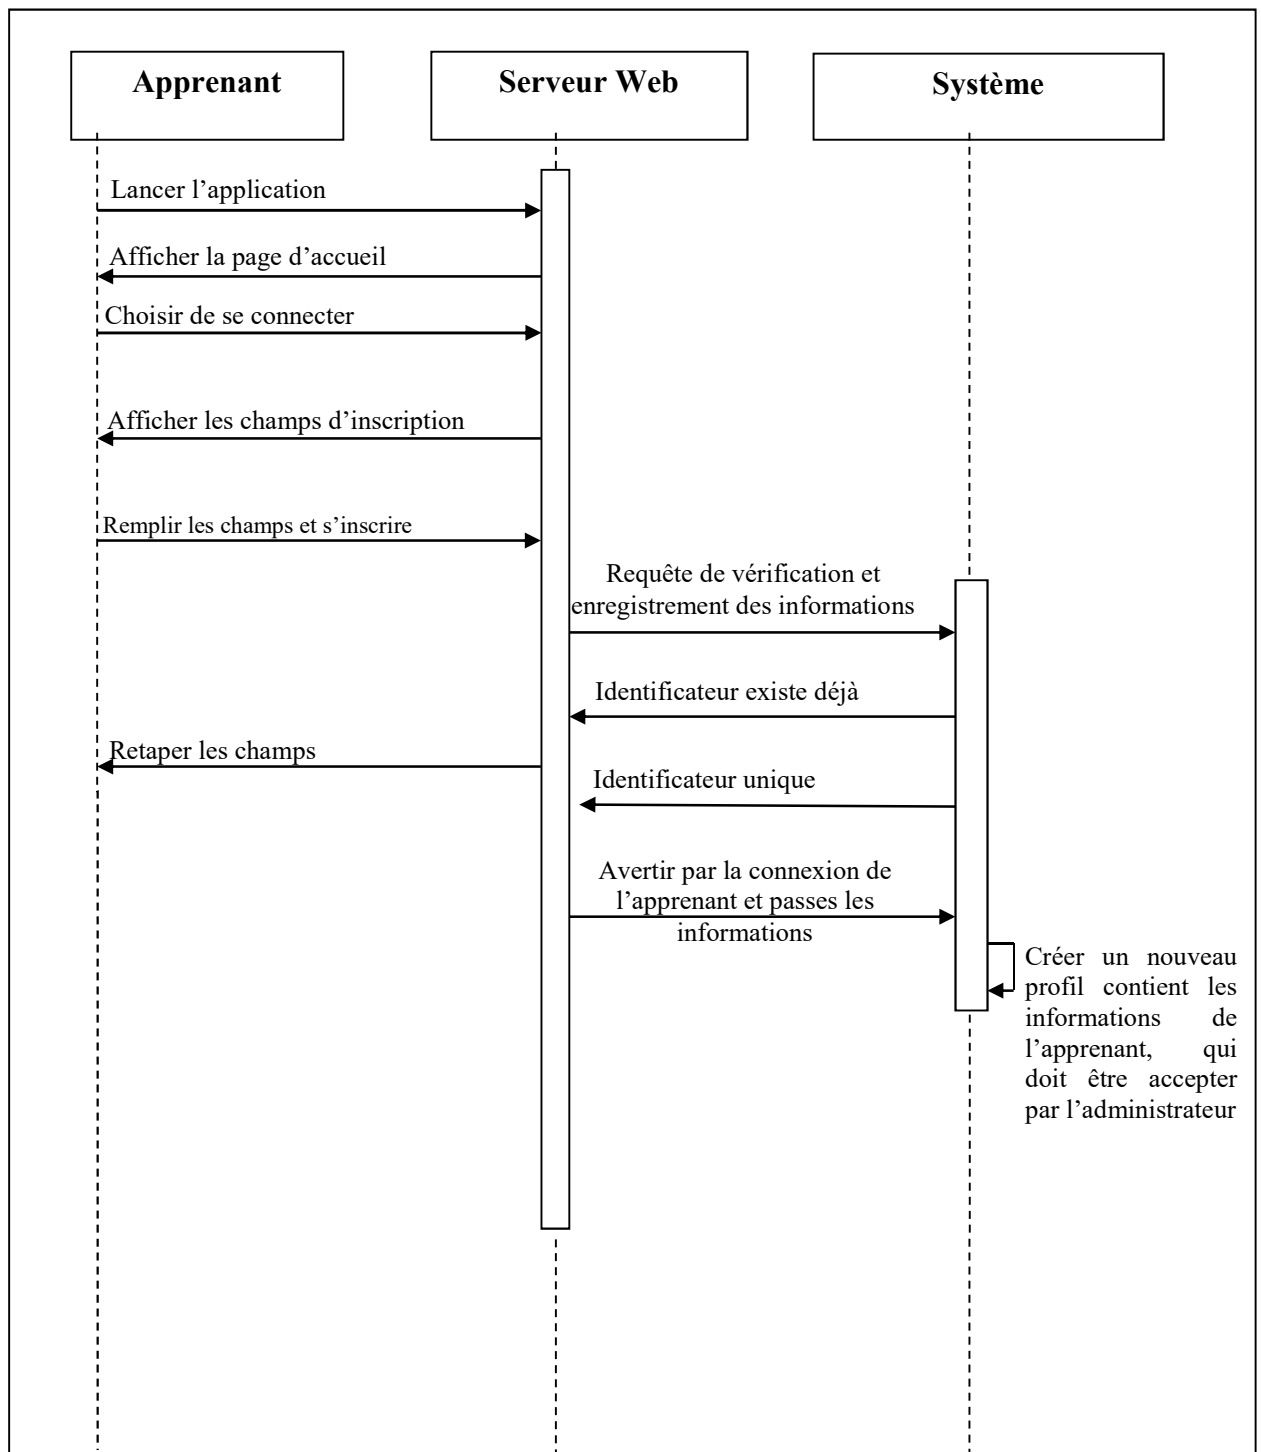 Apprenant
Serveur Web
Système
Lancer l’application
Afficher la page d’accueil
Choisir de se connecter
Afficher les champs d’inscription
Remplir les champs et s’inscrire
Requête de vérification et
enregistrement des informations
Identificateur existe déjà
Retaper les champs
Identificateur unique
Avertir par la connexion de
l’apprenant et passes les
informations
Créer un nouveau
profil contient les
informations de
l’apprenant, qui
doit être accepter
par l’administrateur